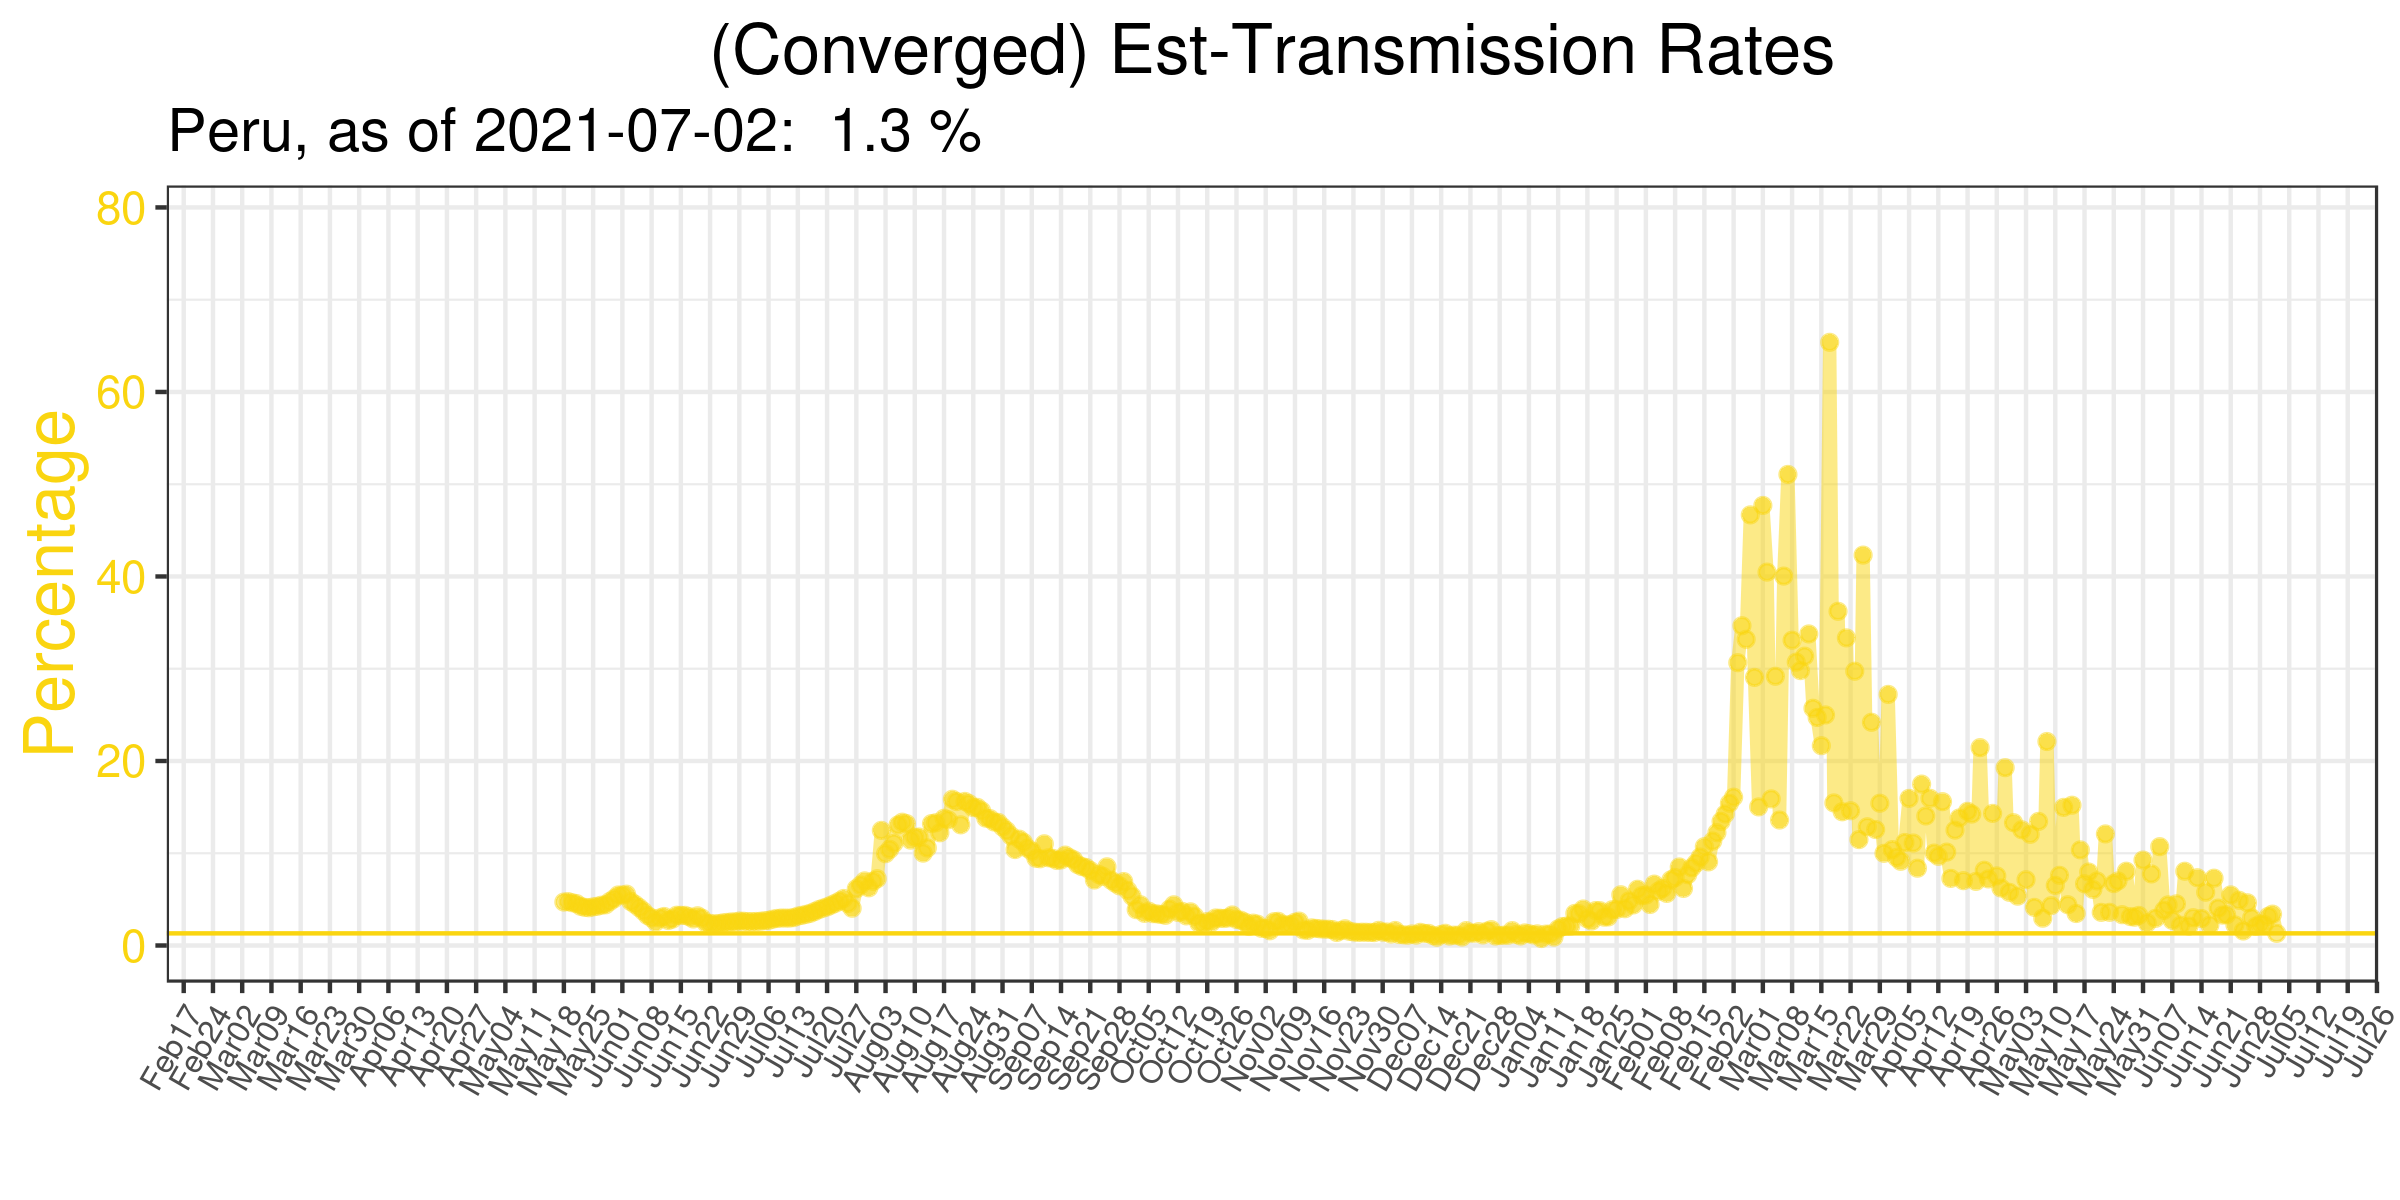 (Converged) Est-Transmission Rates
Peru, as of 2021-07-02:  1.3 %
Percentage
80
60
40
20
0
Feb17
Feb24
Mar02
Mar09
Mar16
Mar23
Mar30
Apr06
Apr13
Apr20
Apr27
May04
May11
May18
May25
Jun01
Jun08
Jun15
Jun22
Jun29
Jul06
Jul13
Jul20
Jul27
Aug03
Aug10
Aug17
Aug24
Aug31
Sep07
Sep14
Sep21
Sep28
Oct05
Oct12
Oct19
Oct26
Nov02
Nov09
Nov16
Nov23
Nov30
Dec07
Dec14
Dec21
Dec28
Jan04
Jan11
Jan18
Jan25
Feb01
Feb08
Feb15
Feb22
Mar01
Mar08
Mar15
Mar22
Mar29
Apr05
Apr12
Apr19
Apr26
May03
May10
May17
May24
May31
Jun07
Jun14
Jun21
Jun28
Jul05
Jul12
Jul19
Jul26